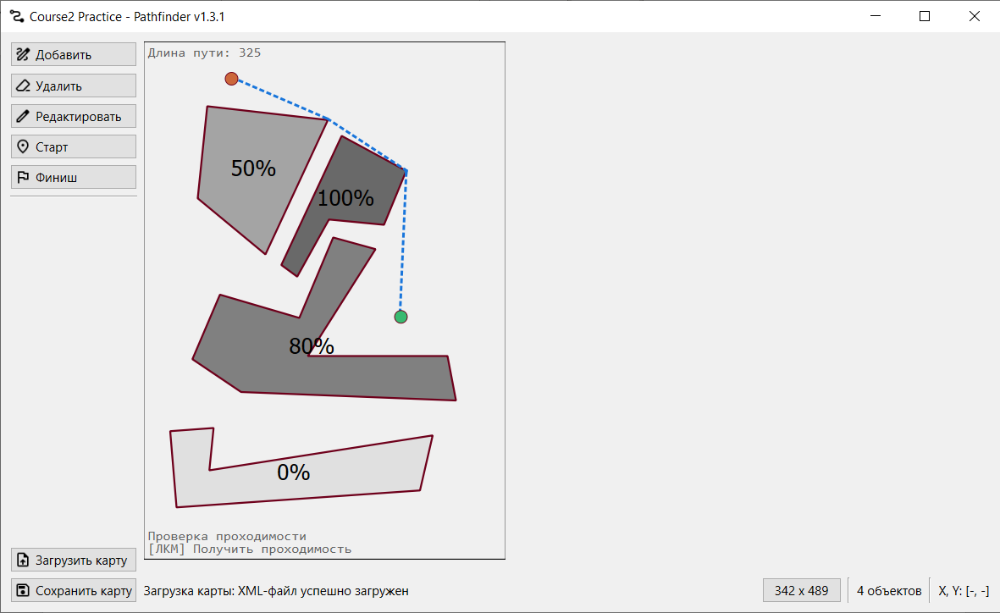 Course2 Practice - Pathfinder v1.3.1
Добавить
Удалить
Редактировать
Старт
Финиш
Длина пути: 325
50%
100%
80%
0%
Проверка проходимости
[ЛКМ] Получить проходимость
Загрузить карту
Сохранить карту
Загрузка карты: XML-файл успешно загружен
342 x 489
4 объектов
X, Y: [-, -]